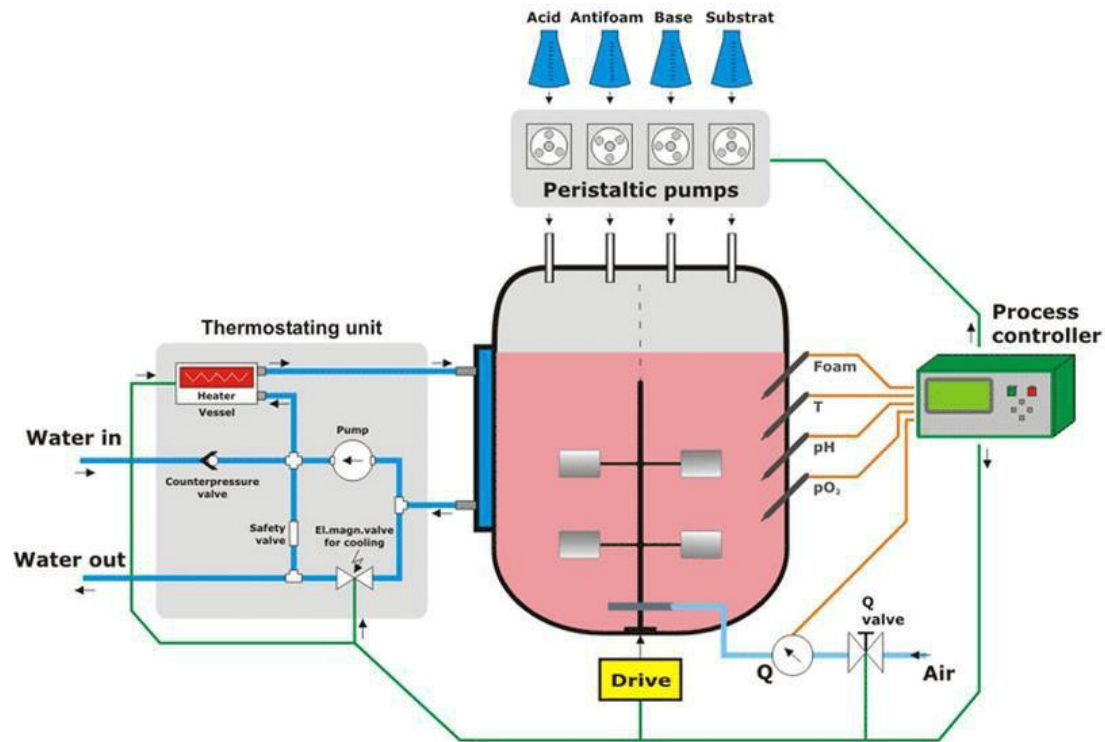 Acid Antifoam Base Substrat
Peristaltic pumps
Thermostating unit
Process
controller
Heater
Vessel
Foam
T
pH
pO₂
Water in
Pump
Counterpressure
valve
Safety
valve
El.magn.valve
for cooling
Water out
Q
valve
Q
Air
Drive